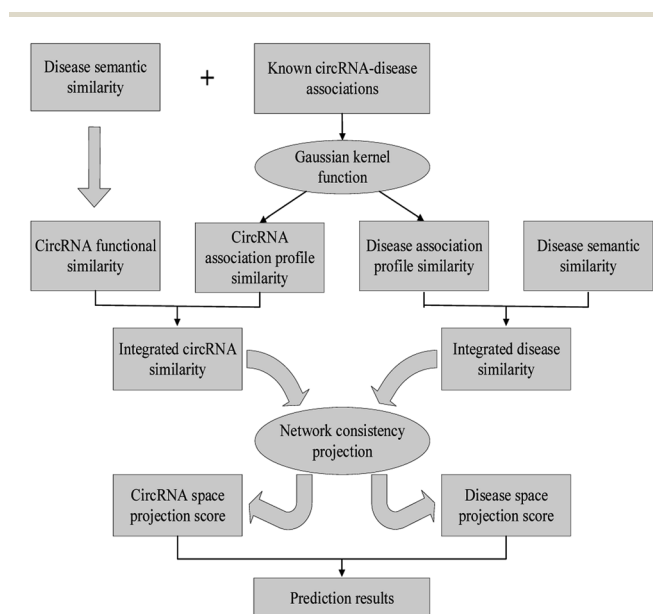 Disease semantic
similarity
+
Known circRNA-disease
associations
Gaussian kernel
function
CircRNA functional
similarity
CircRNA
association profile
similarity
Disease association
profile similarity
Disease semantic
similarity
Integrated circRNA
similarity
Integrated disease
similarity
Network consistency
projection
CircRNA space
projection score
Disease space
projection score
Prediction results